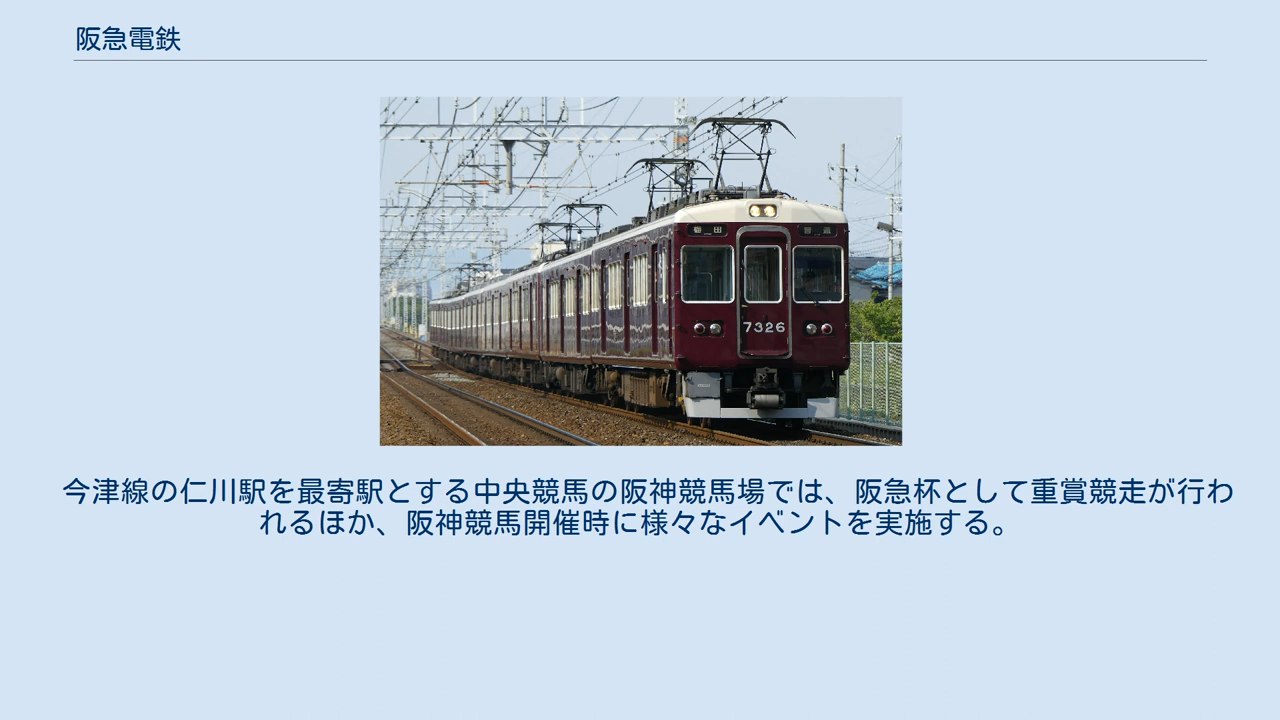 阪急電鉄
7326
今津線の仁川駅を最寄駅とする中央競馬の阪神競馬場では、阪急杯として重賞競走が行わ
れるほか、阪神競馬開催時に様々なイベントを実施する。